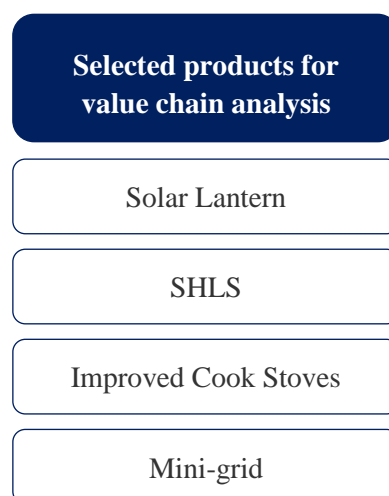 Selected products for
value chain analysis
Solar Lantern
SHLS
Improved Cook Stoves
Mini-grid